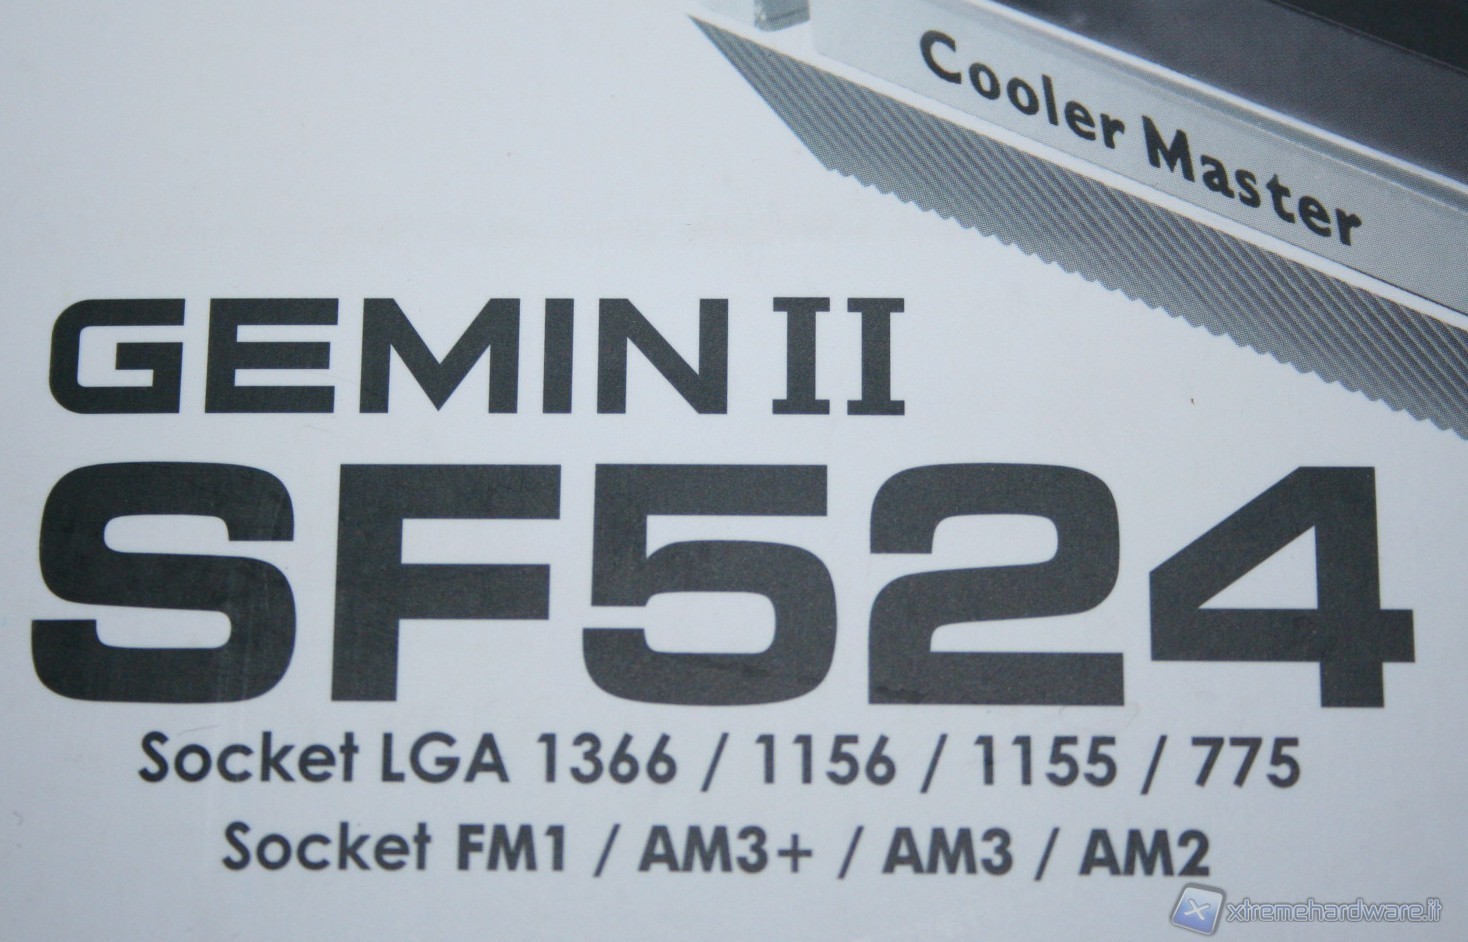 Cooler Master
GEMIN II
SF524
Socket LGA 1366 / 1156 / 1155 / 775
Socket FM1 / AM3+ / AM3 / AM2
xtremehardware.it